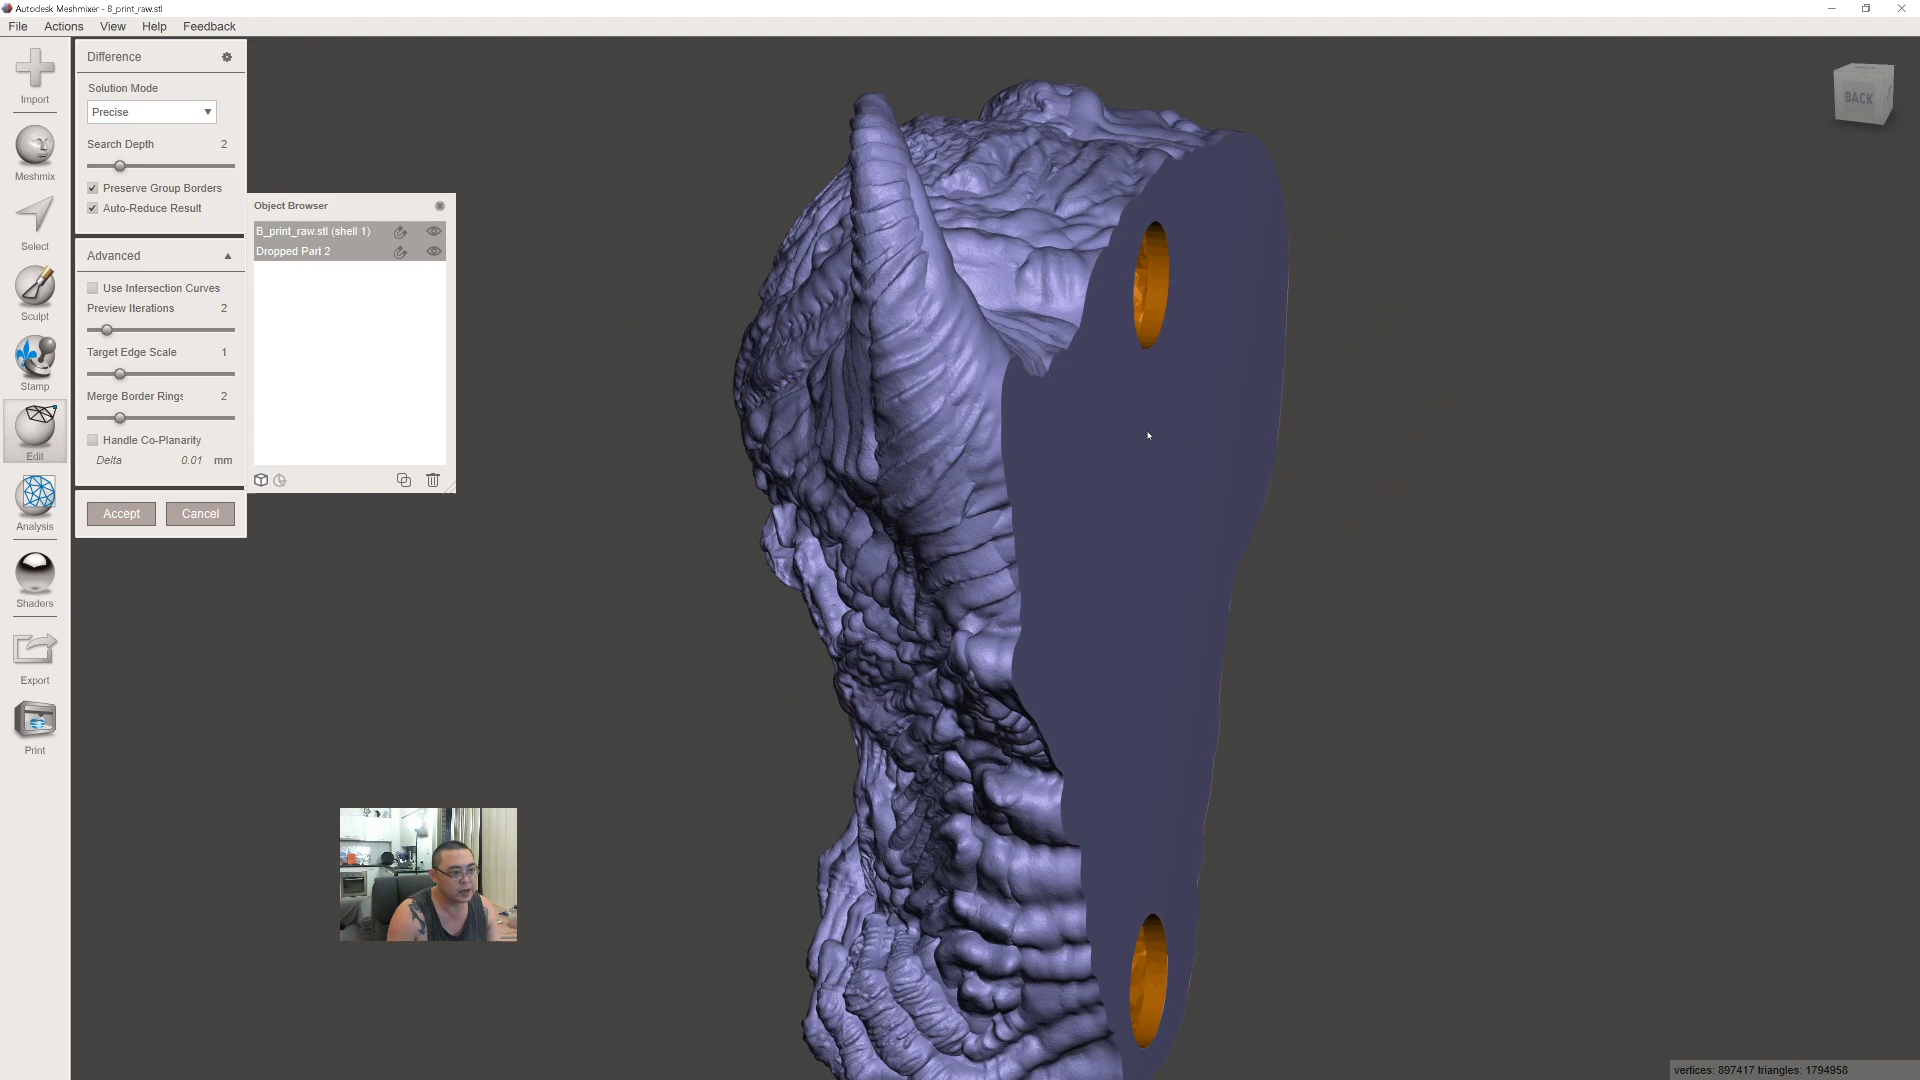 Autodesk Meshmixer - B_print_raw.stl
File Actions View Help Feedback
Import
Meshmix
Select
Sculpt
Stamp
Edit
Analysis
Shaders
Export
Print
Difference
Solution Mode
Precise
Search Depth 2
Preserve Group Borders
Auto-Reduce Result
Advanced
Use Intersection Curves
Preview Iterations 2
Target Edge Scale 1
Merge Border Rings 2
Handle Co-Planarity
Delta 0.01 mm
Accept Cancel
Object Browser
B_print_raw.stl (shell 1)
Dropped Part 2
BACK
vertices: 897417 triangles: 1794958